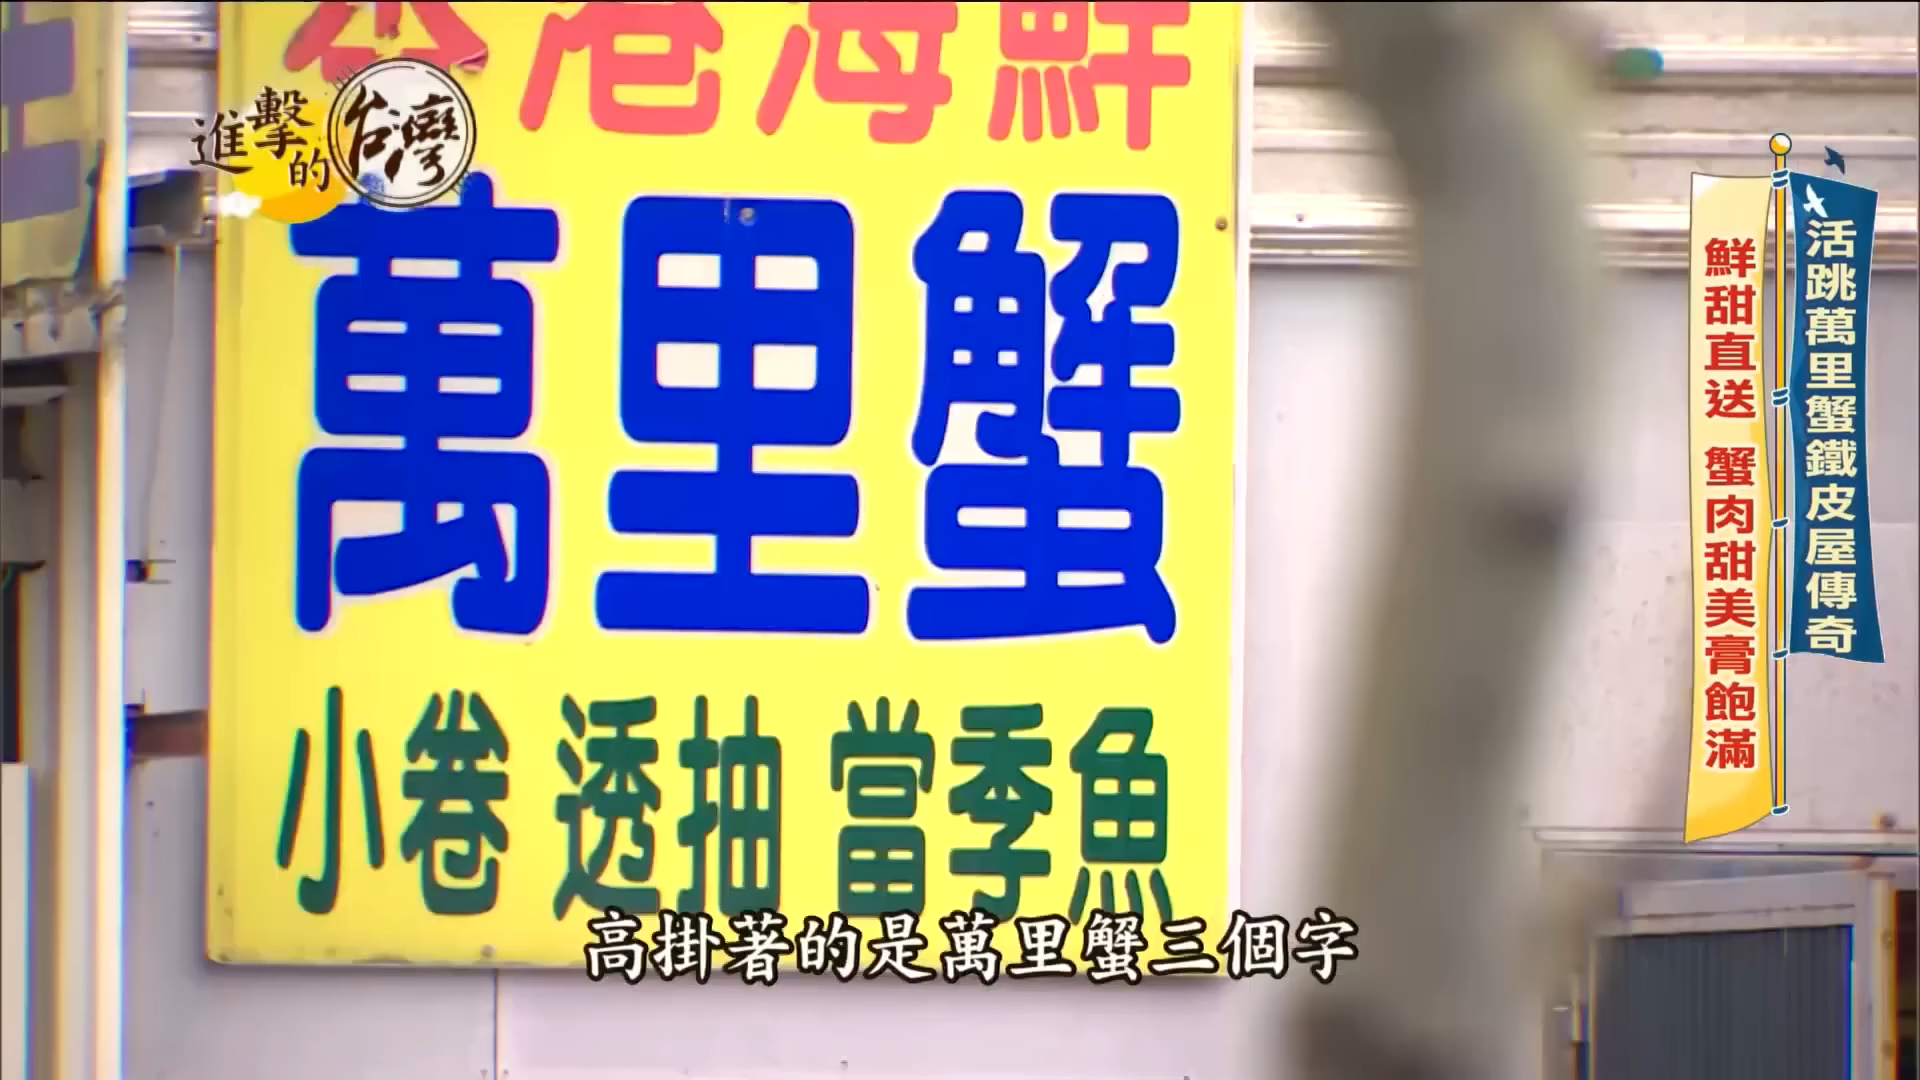 本港海鮮
進擊的台灣
萬里蟹
小卷 透抽 當季魚
高掛著的是萬里蟹三個字
活跳萬里蟹鐵皮屋傳奇
鮮甜直送 蟹肉甜美膏飽滿